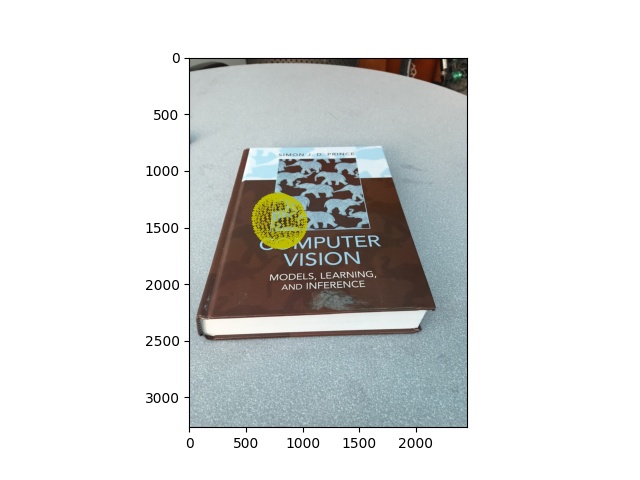 0
500
1000
1500
2000
2500
3000
SIMON J. D. PRINCE
COMPUTER
VISION
MODELS, LEARNING,
AND INFERENCE
0 500 1000 1500 2000